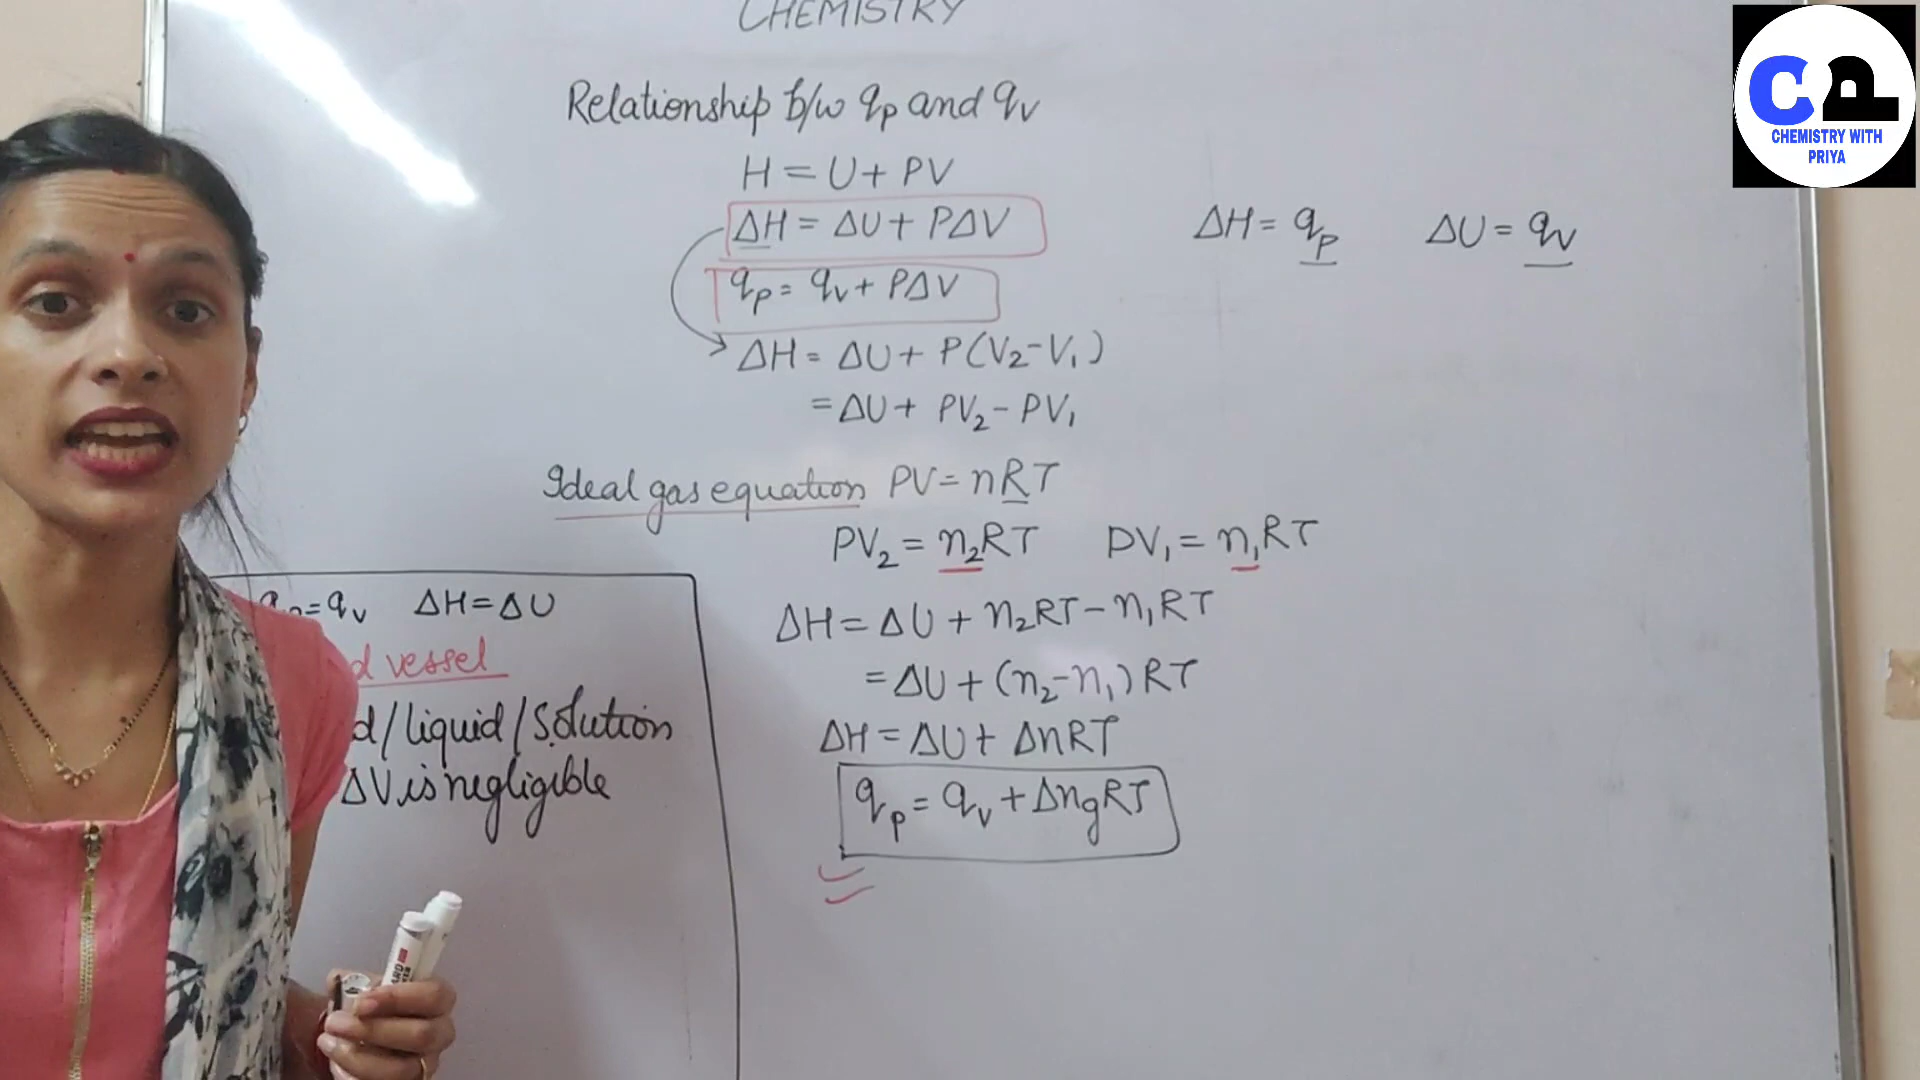 CHEMISTRY
CP
CHEMISTRY WITH
PRIYA
Relationship b/w qp and qv
H = U + PV
ΔH = ΔU + PΔV
ΔH = qp ΔU = qv
qp = qv + PΔV
ΔH = ΔU + P(V₂-V₁)
= ΔU + PV₂ - PV₁
Ideal gas equation PV = nRT
PV₂ = n₂RT PV₁ = n₁RT
ΔH = ΔU + n₂RT - n₁RT
= ΔU + (n₂-n₁)RT
ΔH = ΔU + ΔnRT
qp = qv + ΔngRT
qp = qv ΔH = ΔU
vessel
/liquid/Solution
ΔV is negligible